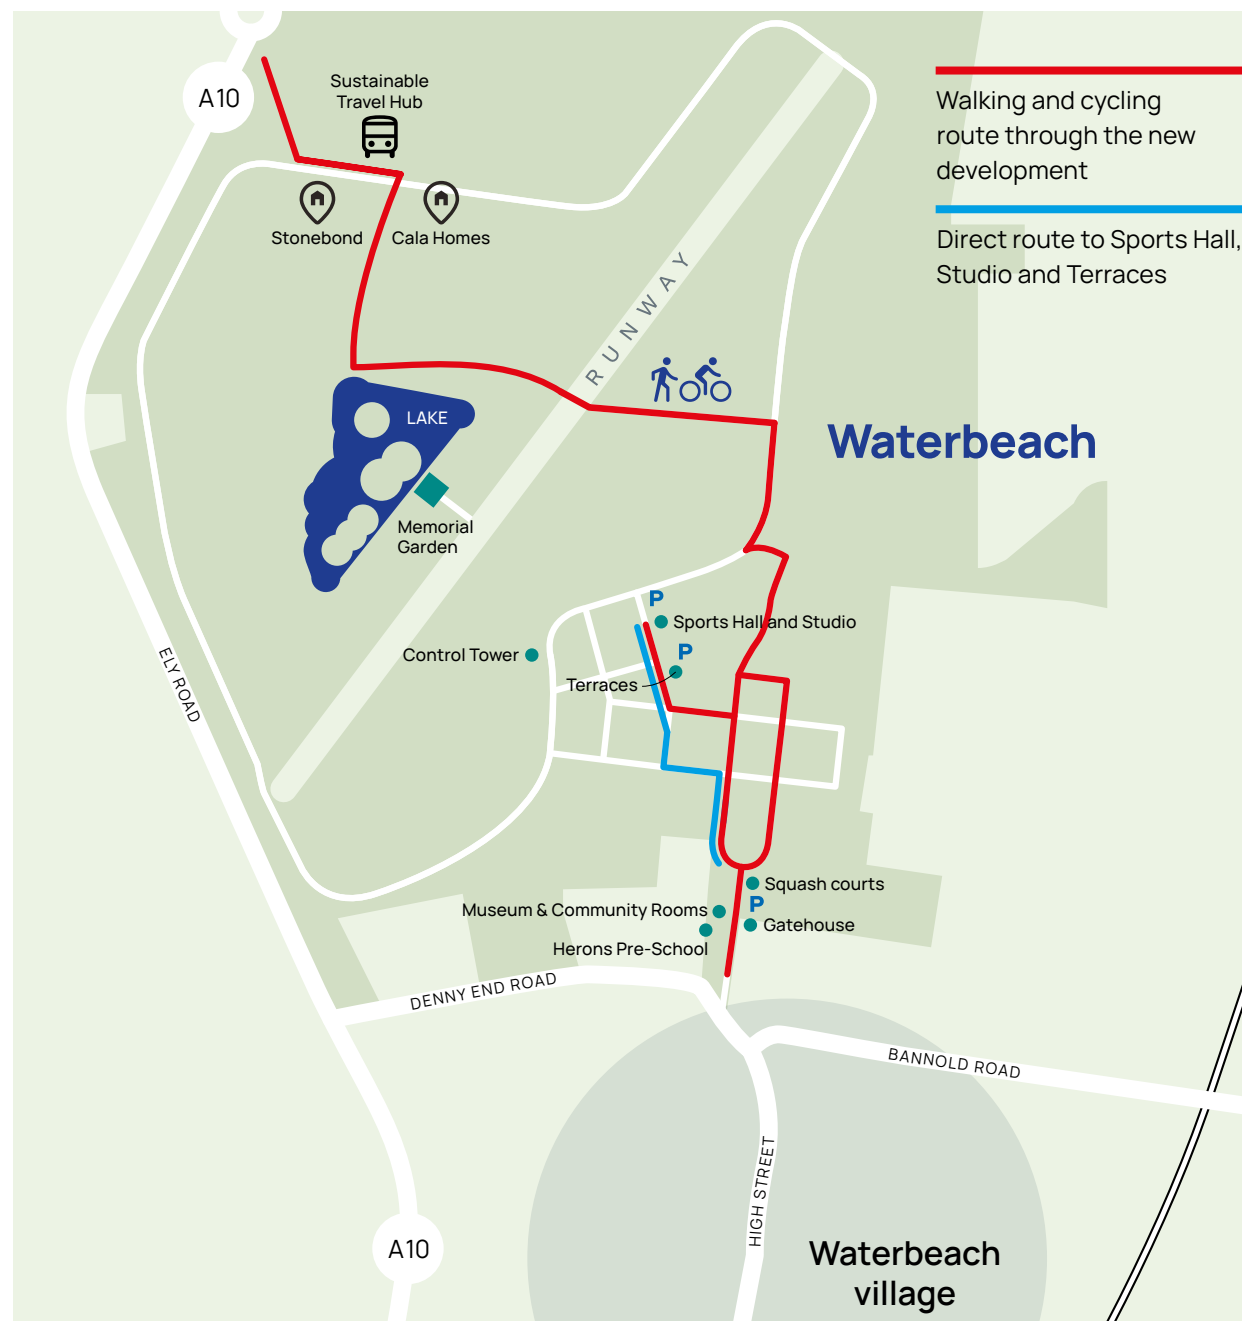 A10
Sustainable
Travel Hub
Stonebond
Cala Homes
Walking and cycling
route through the new
development
Direct route to Sports Hall,
Studio and Terraces
RUNWAY
LAKE
Waterbeach
Memorial
Garden
P
Sports Hall and Studio
P
Control Tower
Terraces
ELY ROAD
Squash courts
P
Museum & Community Rooms
Gatehouse
Herons Pre-School
DENNY END ROAD
BANNOLD ROAD
HIGH STREET
A10
Waterbeach
village